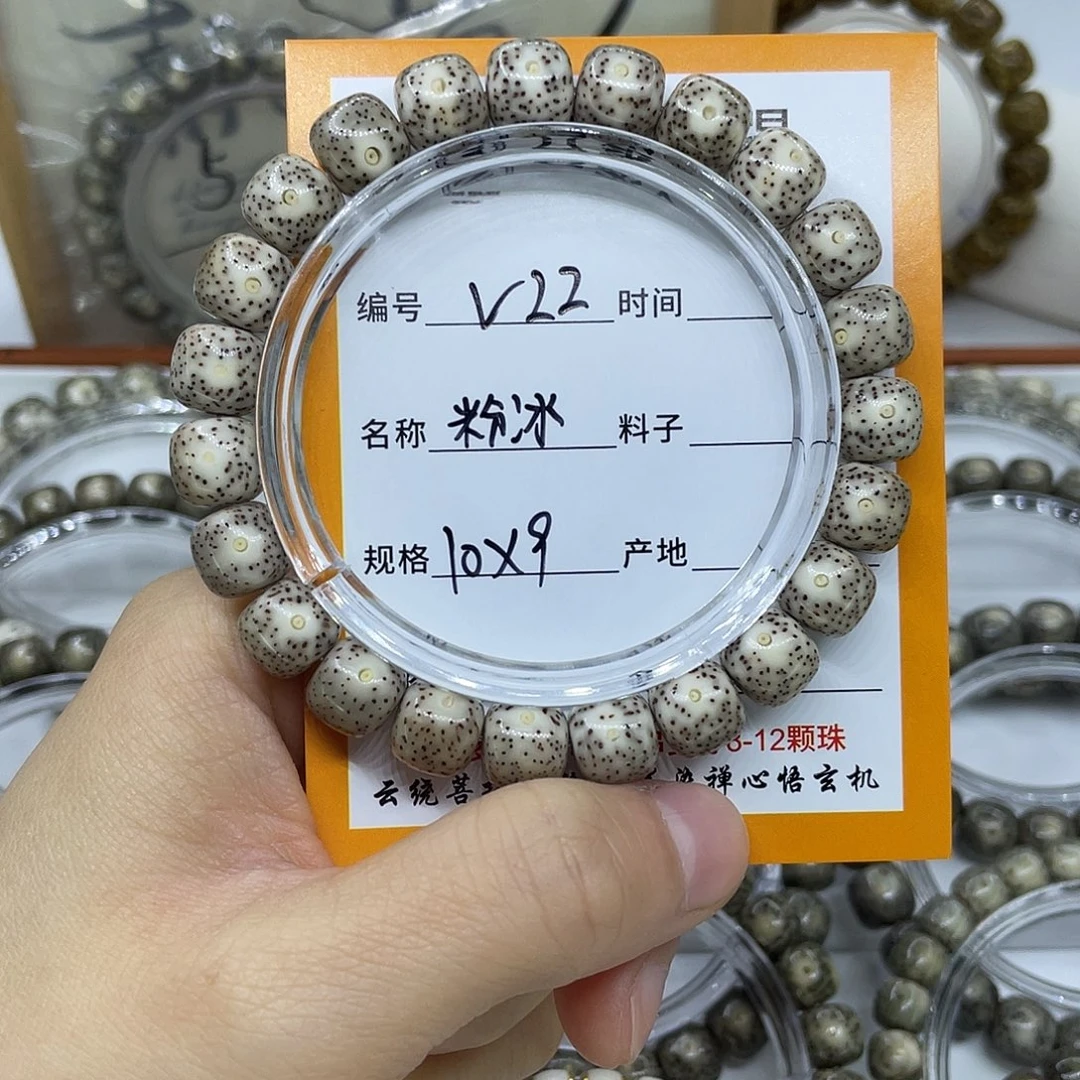 编号 V22 时间
名称 粉冰 料子
规格 10X9 产地
3-12颗珠
云绕菩 禅心悟玄机